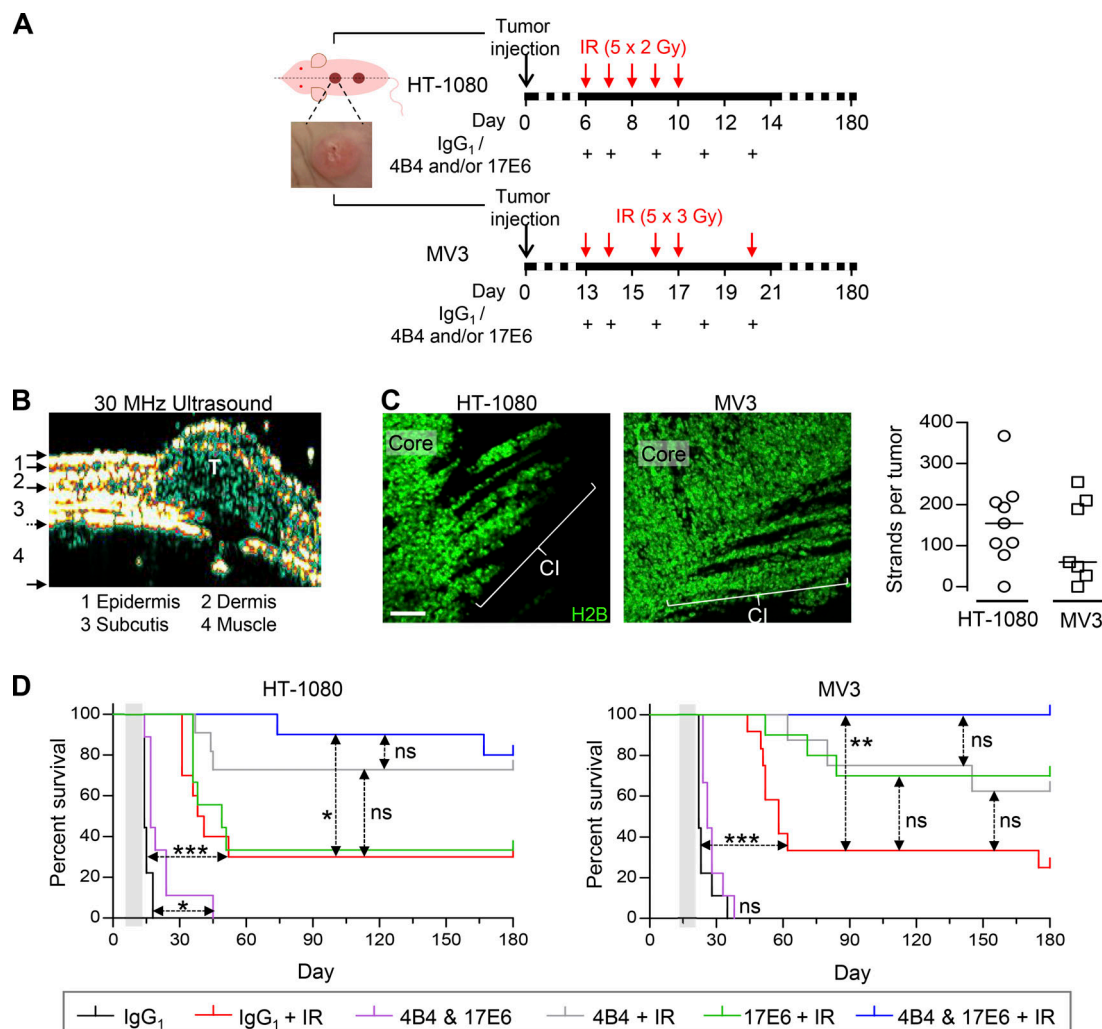 A
Tumor
injection
IR (5 x 2 Gy)
HT-1080
Day 0 6 8 10 12 14 180
IgG1 /
4B4 and/or 17E6
+ + + + +
Tumor
injection
IR (5 x 3 Gy)
MV3
Day 0 13 15 17 19 21 180
IgG1 /
4B4 and/or 17E6
+ + + + +
B
30 MHz Ultrasound
T
1
2
3
4
1 Epidermis 2 Dermis
3 Subcutis 4 Muscle
C
HT-1080
Core
CI
H2B
MV3
Core
CI
Strands per tumor
400
300
200
100
0
HT-1080 MV3
D
HT-1080
Percent survival
100
80
60
40
20
0
0 30 60 90 120 150 180
Day
ns
*
ns
***
*
MV3
Percent survival
100
80
60
40
20
0
0 30 60 90 120 150 180
Day
**
ns
ns
ns
***
ns
IgG1 IgG1 + IR 4B4 & 17E6 4B4 + IR 17E6 + IR 4B4 & 17E6 + IR